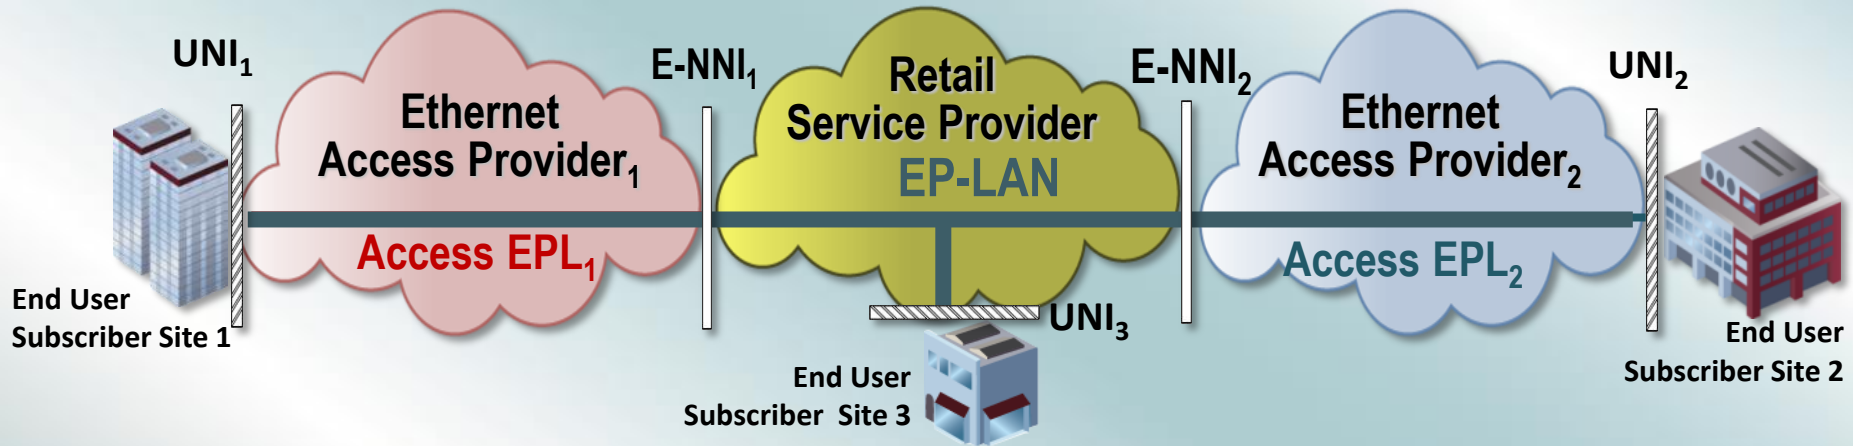 UNI₁
E-NNI₁
E-NNI₂
UNI₂
Ethernet
Access Provider₁
Retail
Service Provider
EP-LAN
Ethernet
Access Provider₂
Access EPL₁
Access EPL₂
End User
Subscriber Site 1
UNI₃
End User
Subscriber Site 3
End User
Subscriber Site 2